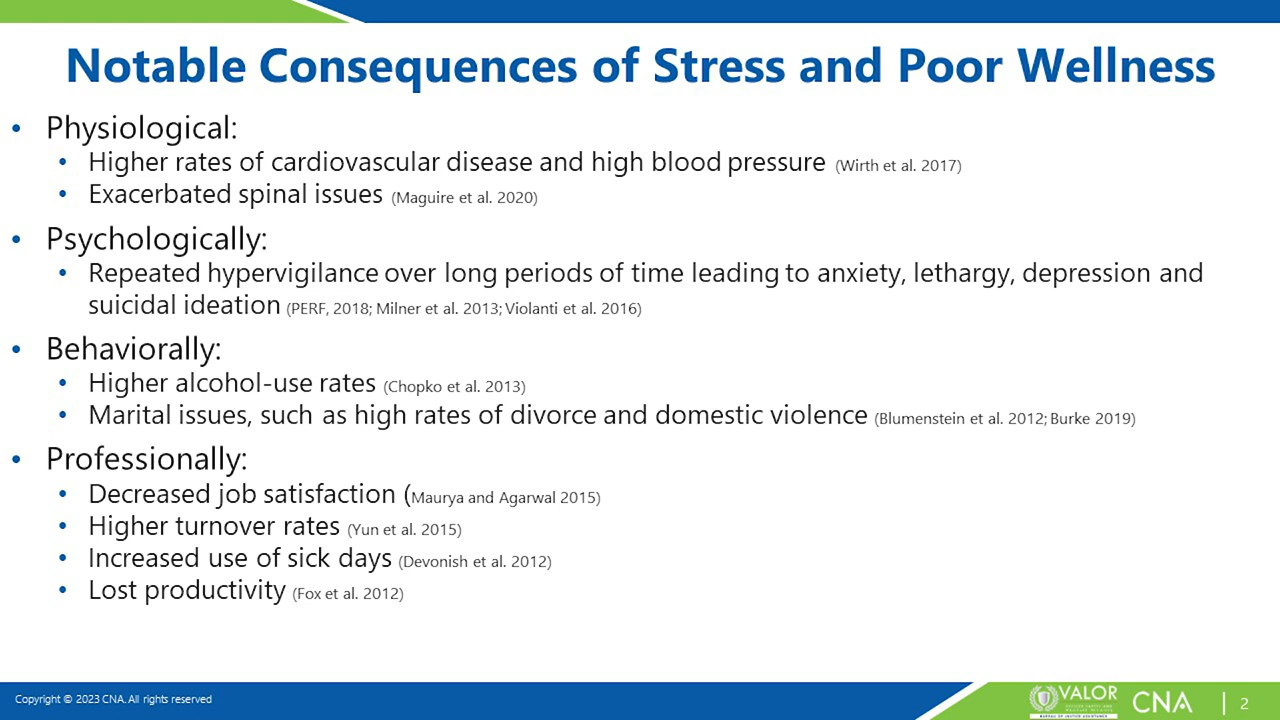 Notable Consequences of Stress and Poor Wellness
• Physiological:
• Higher rates of cardiovascular disease and high blood pressure (Wirth et al. 2017)
• Exacerbated spinal issues (Maguire et al. 2020)
• Psychologically:
• Repeated hypervigilance over long periods of time leading to anxiety, lethargy, depression and
suicidal ideation (PERF, 2018; Milner et al. 2013; Violanti et al. 2016)
• Behaviorally:
• Higher alcohol-use rates (Chopko et al. 2013)
• Marital issues, such as high rates of divorce and domestic violence (Blumenstein et al. 2012; Burke 2019)
• Professionally:
• Decreased job satisfaction (Maurya and Agarwal 2015)
• Higher turnover rates (Yun et al. 2015)
• Increased use of sick days (Devonish et al. 2012)
• Lost productivity (Fox et al. 2012)
Copyright © 2023 CNA. All rights reserved
VALOR
BUREAU OF JUSTICE ASSISTANCE
CNA
| 2